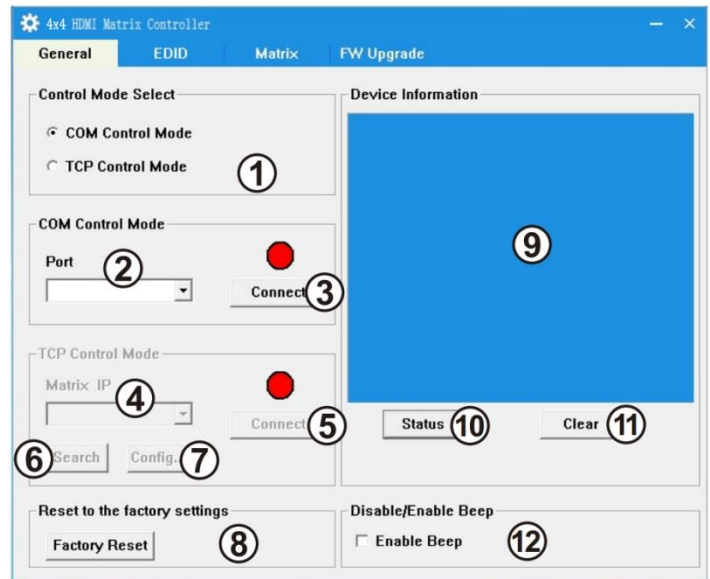 4x4 HDMI Matrix Controller
General EDID Matrix FW Upgrade
Control Mode Select
COM Control Mode
TCP Control Mode
1
COM Control Mode
Port
2
Connect
3
TCP Control Mode
Matrix IP
4
Connect
5
6
Search
Config..
7
Reset to the factory settings
Factory Reset
8
Device Information
9
Status
10
Clear
11
Disable/Enable Beep
Enable Beep
12